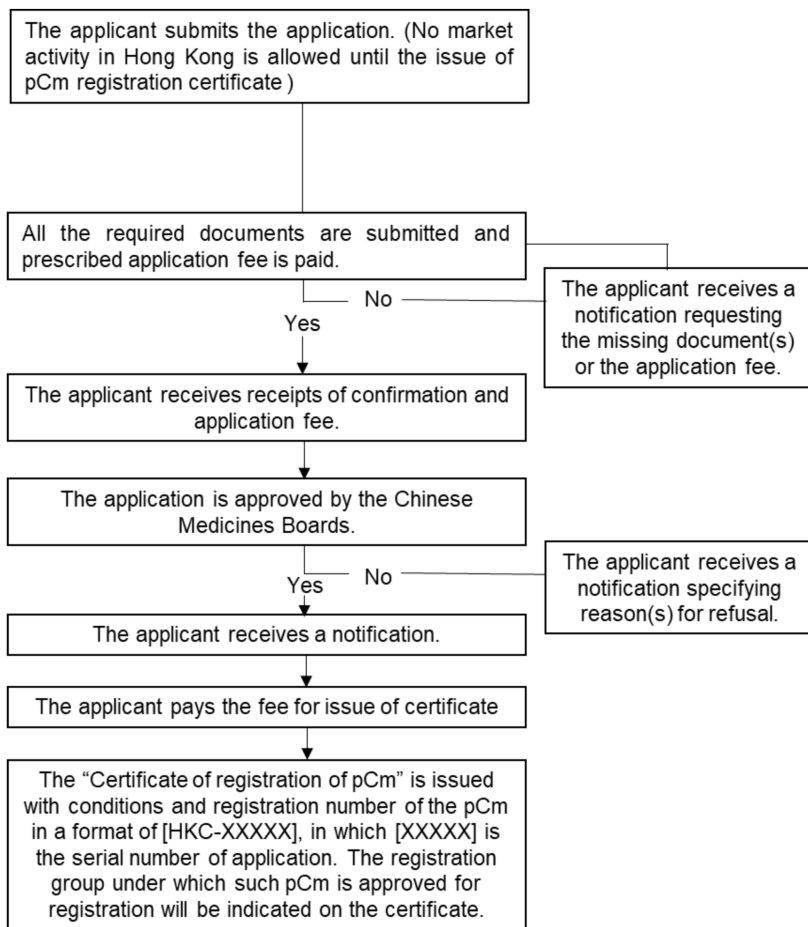 The applicant submits the application. (No market
activity in Hong Kong is allowed until the issue of
pCm registration certificate )
All the required documents are submitted and
prescribed application fee is paid.
No
The applicant receives a
notification requesting
the missing document(s)
or the application fee.
Yes
The applicant receives receipts of confirmation and
application fee.
The application is approved by the Chinese
Medicines Boards.
No
The applicant receives a
notification specifying
reason(s) for refusal.
Yes
The applicant receives a notification.
The applicant pays the fee for issue of certificate
The “Certificate of registration of pCm” is issued
with conditions and registration number of the pCm
in a format of [HKC-XXXXX], in which [XXXXX] is
the serial number of application. The registration
group under which such pCm is approved for
registration will be indicated on the certificate.